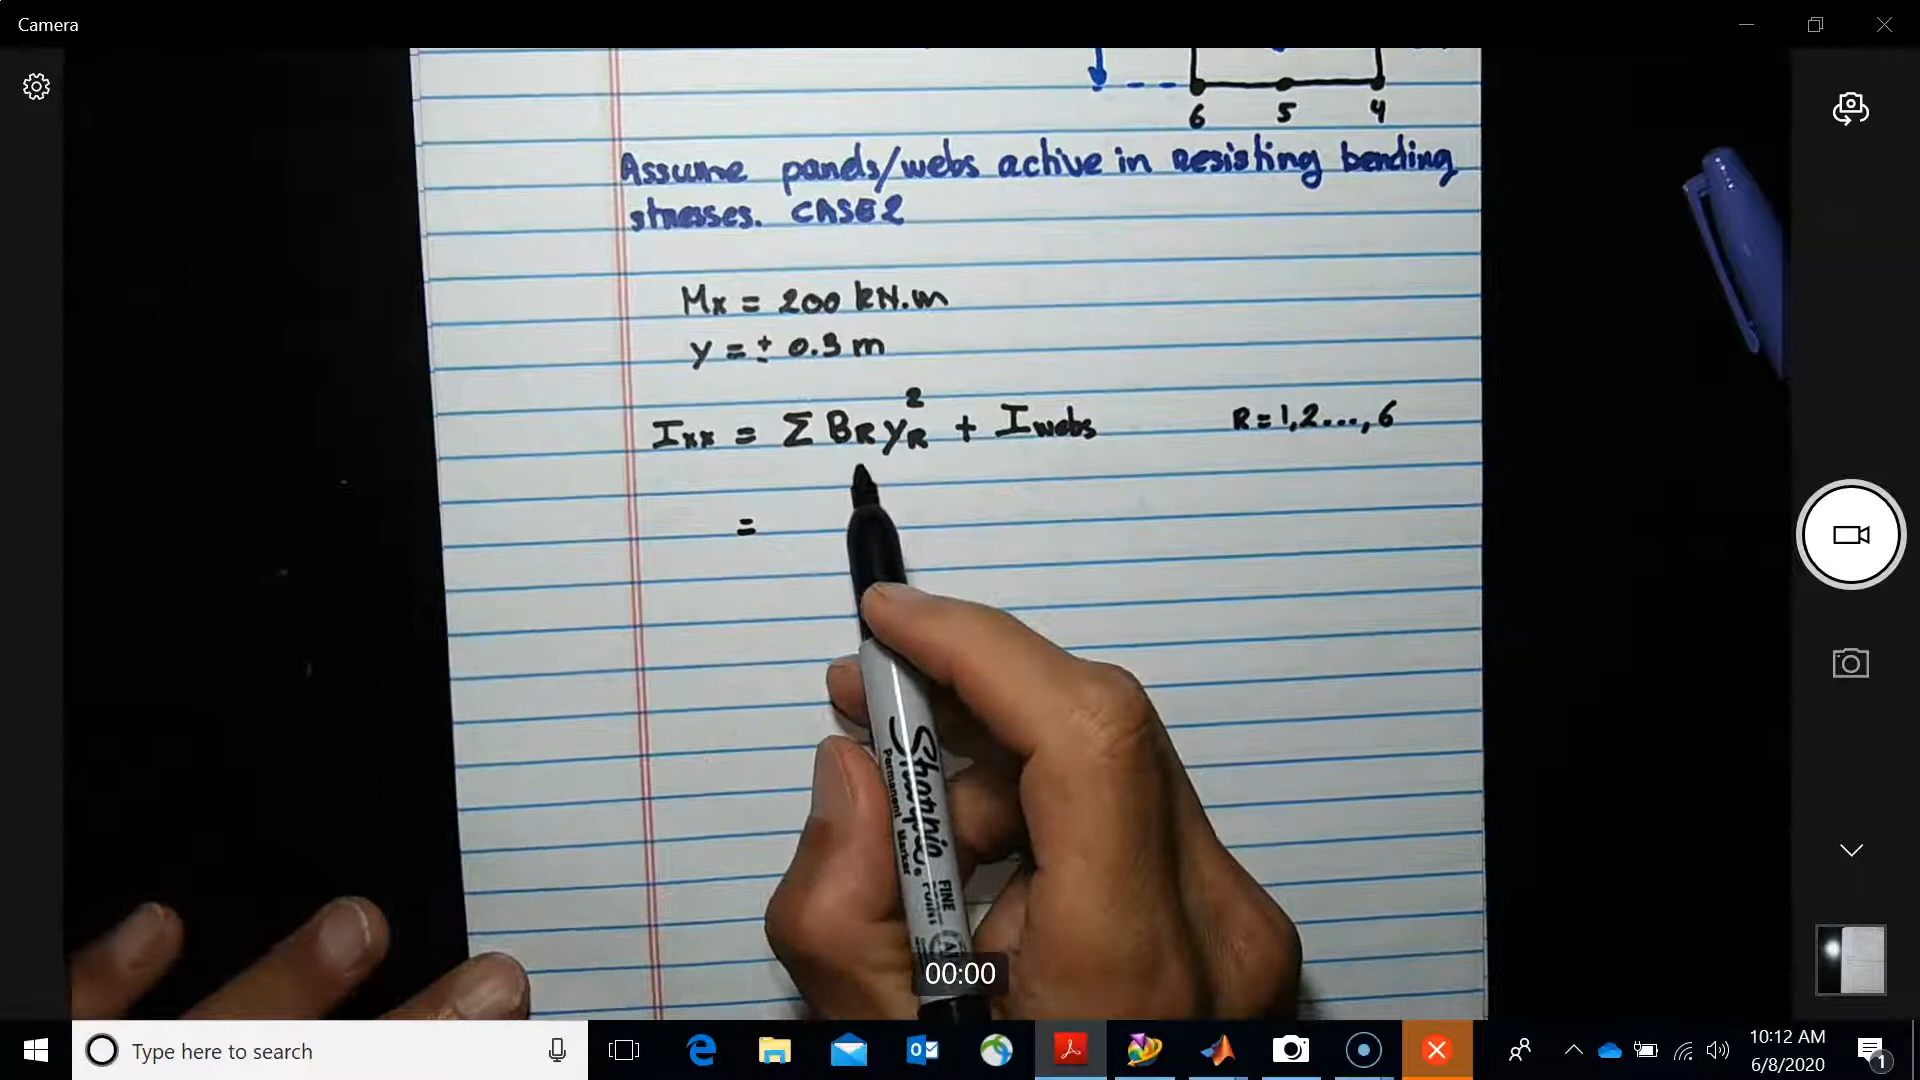 Camera
6 5 4
Assume panels/webs active in Resisting bending
stresses. CASE 2
Mx = 200 kN.m
y = ± 0.3 m
Ixx = Σ BR yR² + Iwebs R = 1,2...,6
=
Sharpie
Permanent Marker
FINE
POINT
00:00
Type here to search
10:12 AM
6/8/2020
1